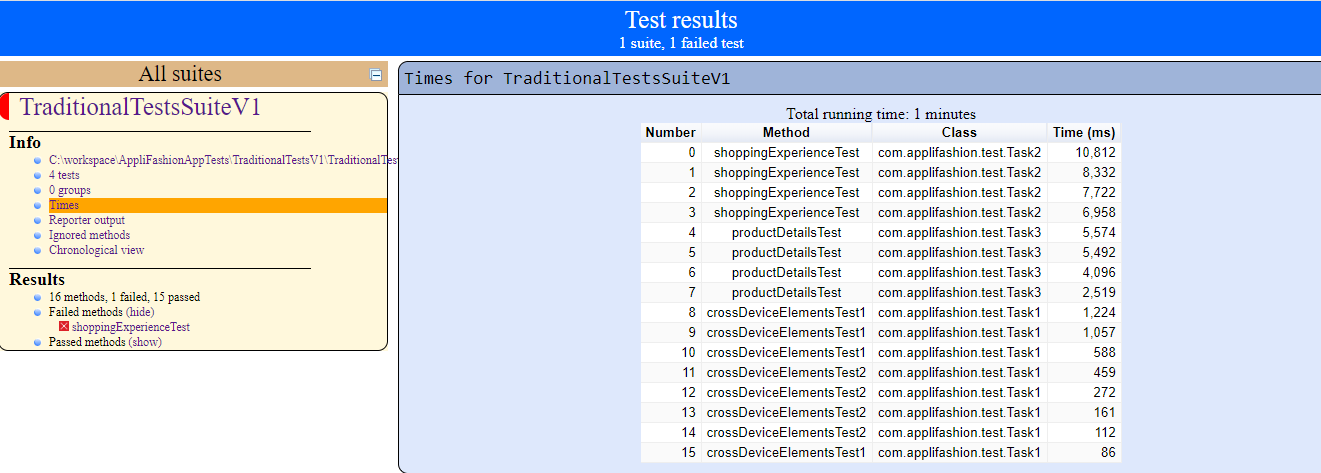 Test results
1 suite, 1 failed test
All suites
TraditionalTestsSuiteV1
Info
C:\workspace\AppliFashionAppTests\TraditionalTestsV1\TraditionalTes
4 tests
0 groups
Times
Reporter output
Ignored methods
Chronological view
Results
16 methods, 1 failed, 15 passed
Failed methods (hide)
shoppingExperienceTest
Passed methods (show)
Times for TraditionalTestsSuiteV1
Total running time: 1 minutes
Number Method Class Time (ms)
0 shoppingExperienceTest com.applifashion.test.Task2 10,812
1 shoppingExperienceTest com.applifashion.test.Task2 8,332
2 shoppingExperienceTest com.applifashion.test.Task2 7,722
3 shoppingExperienceTest com.applifashion.test.Task2 6,958
4 productDetailsTest com.applifashion.test.Task3 5,574
5 productDetailsTest com.applifashion.test.Task3 5,492
6 productDetailsTest com.applifashion.test.Task3 4,096
7 productDetailsTest com.applifashion.test.Task3 2,519
8 crossDeviceElementsTest1 com.applifashion.test.Task1 1,224
9 crossDeviceElementsTest1 com.applifashion.test.Task1 1,057
10 crossDeviceElementsTest1 com.applifashion.test.Task1 588
11 crossDeviceElementsTest2 com.applifashion.test.Task1 459
12 crossDeviceElementsTest2 com.applifashion.test.Task1 272
13 crossDeviceElementsTest2 com.applifashion.test.Task1 161
14 crossDeviceElementsTest2 com.applifashion.test.Task1 112
15 crossDeviceElementsTest1 com.applifashion.test.Task1 86